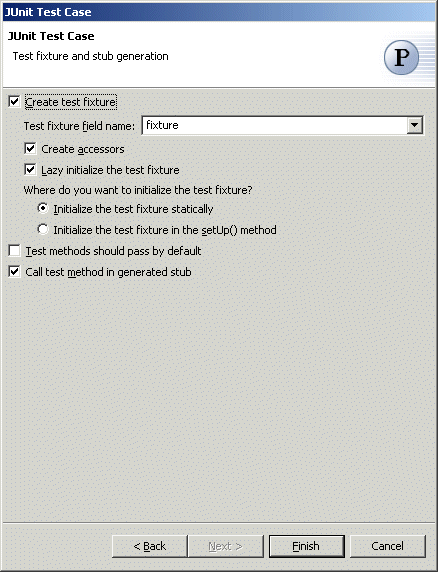 JUnit Test Case
JUnit Test Case
Test fixture and stub generation
P
Create test fixture
Test fixture field name: fixture
Create accessors
Lazy initialize the test fixture
Where do you want to initialize the test fixture?
Initialize the test fixture statically
Initialize the test fixture in the setUp() method
Test methods should pass by default
Call test method in generated stub
< Back Next > Finish Cancel